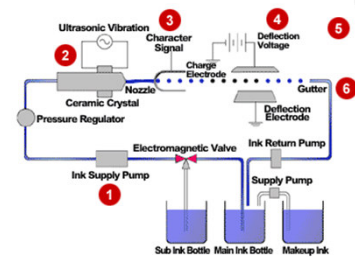 Ultrasonic Vibration
3
Character
Signal
4
Deflection
Voltage
5
2
Charge
Electrode
Nozzle
Ceramic Crystal
Gutter
6
Deflection
Electrode
Pressure Regulator
Electromagnetic Valve
Ink Return Pump
Ink Supply Pump
1
Supply Pump
Sub Ink Bottle
Main Ink Bottle
Makeup Ink